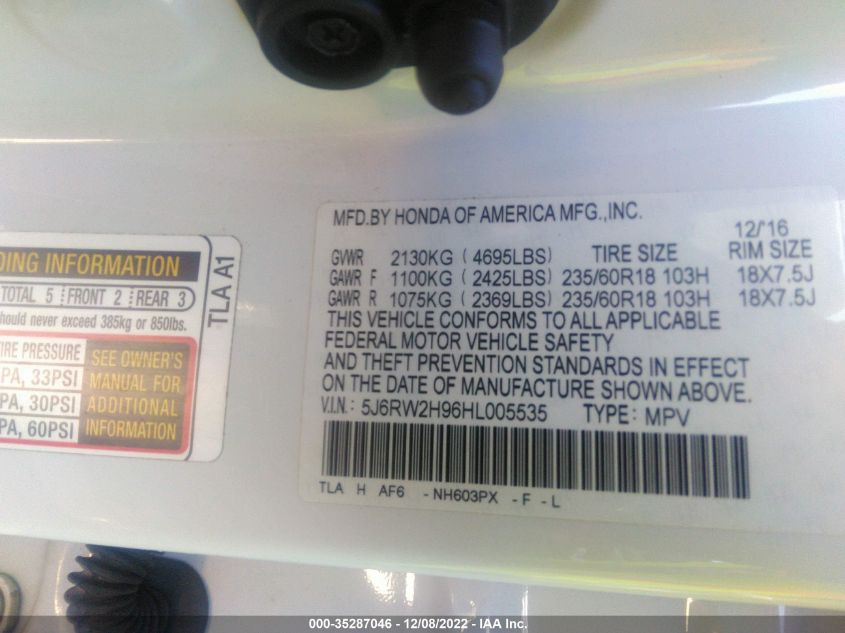 MFD.BY HONDA OF AMERICA MFG.,INC.
12/'16
GVWR 2130KG ( 4695LBS) TIRE SIZE RIM SIZE
GAWR F 1100KG ( 2425LBS) 235/60R18 103H 18X7.5J
GAWR R 1075KG ( 2369LBS) 235/60R18 103H 18X7.5J
THIS VEHICLE CONFORMS TO ALL APPLICABLE
FEDERAL MOTOR VEHICLE SAFETY
AND THEFT PREVENTION STANDARDS IN EFFECT
ON THE DATE OF MANUFACTURE SHOWN ABOVE.
V.I.N.: 5J6RW2H96HL005535 TYPE: MPV
TLA H AF6 -NH603PX -F-L
DING INFORMATION
TOTAL 5 FRONT 2 REAR 3
hould never exceed 385kg or 850lbs.
IRE PRESSURE
PA, 33PSI
PA, 30PSI
PA, 60PSI
SEE OWNER'S
MANUAL FOR
ADDITIONAL
INFORMATION
TLA A1
000-35287046 - 12/08/2022 - IAA Inc.